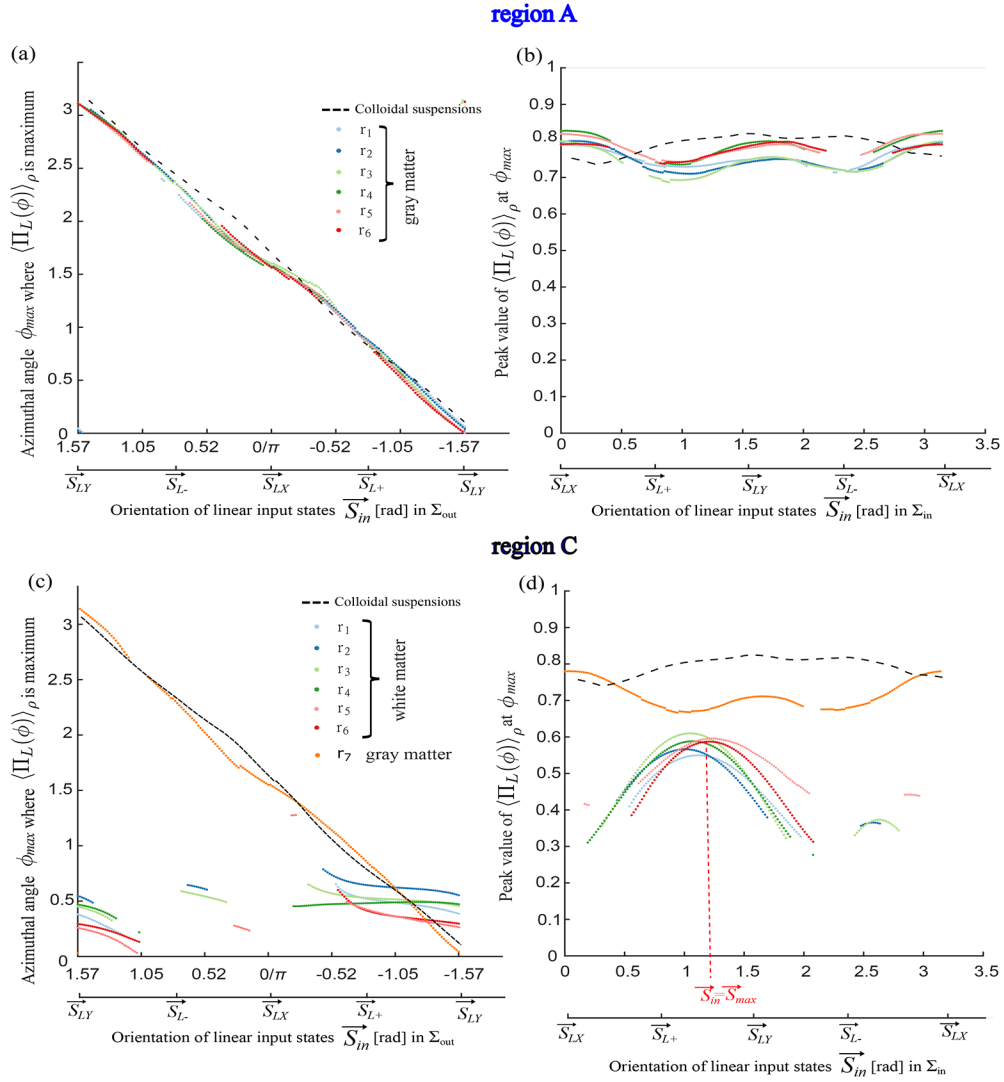 region A
(a)
3
2.5
2
1.5
1
0.5
0
1.57
1.05
0.52
0/π
-0.52
-1.05
-1.57
Azimuthal angle ϕmax where ⟨ΠL(ϕ)⟩ρ is maximum
Colloidal suspensions
r1
r2
r3
r4
r5
r6
gray matter
SLY
SL-
SLX
SL+
SLY
Orientation of linear input states Sin [rad] in Σout
(b)
1
0.9
0.8
0.7
0.6
0.5
0.4
0.3
0.2
0.1
0
0
0.5
1
1.5
2
2.5
3
3.5
Peak value of ⟨ΠL(ϕ)⟩ρ at ϕmax
SLX
SL+
SLY
SL-
SLX
Orientation of linear input states Sin [rad] in Σin
region C
(c)
3
2.5
2
1.5
1
0.5
0
1.57
1.05
0.52
0/π
-0.52
-1.05
-1.57
Azimuthal angle ϕmax where ⟨ΠL(ϕ)⟩ρ is maximum
Colloidal suspensions
r1
r2
r3
r4
r5
r6
white matter
r7 gray matter
SLY
SL-
SLX
SL+
SLY
Orientation of linear input states Sin [rad] in Σout
(d)
1
0.9
0.8
0.7
0.6
0.5
0.4
0.3
0.2
0.1
0
0
0.5
1
1.5
2
2.5
3
3.5
Peak value of ⟨ΠL(ϕ)⟩ρ at ϕmax
Sin=Smax
SLX
SL+
SLY
SL-
SLX
Orientation of linear input states Sin [rad] in Σin